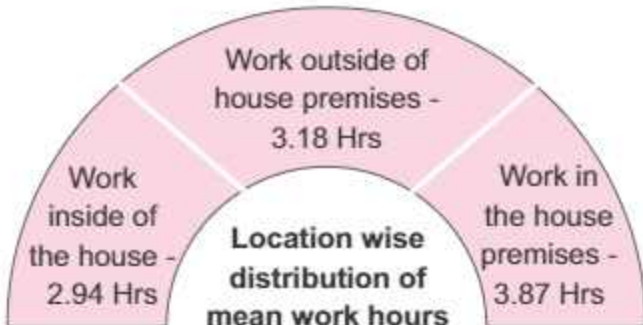 Work outside of
house premises -
3.18 Hrs
Work
inside of
the house -
2.94 Hrs
Work in
the house
premises -
3.87 Hrs
Location wise
distribution of
mean work hours